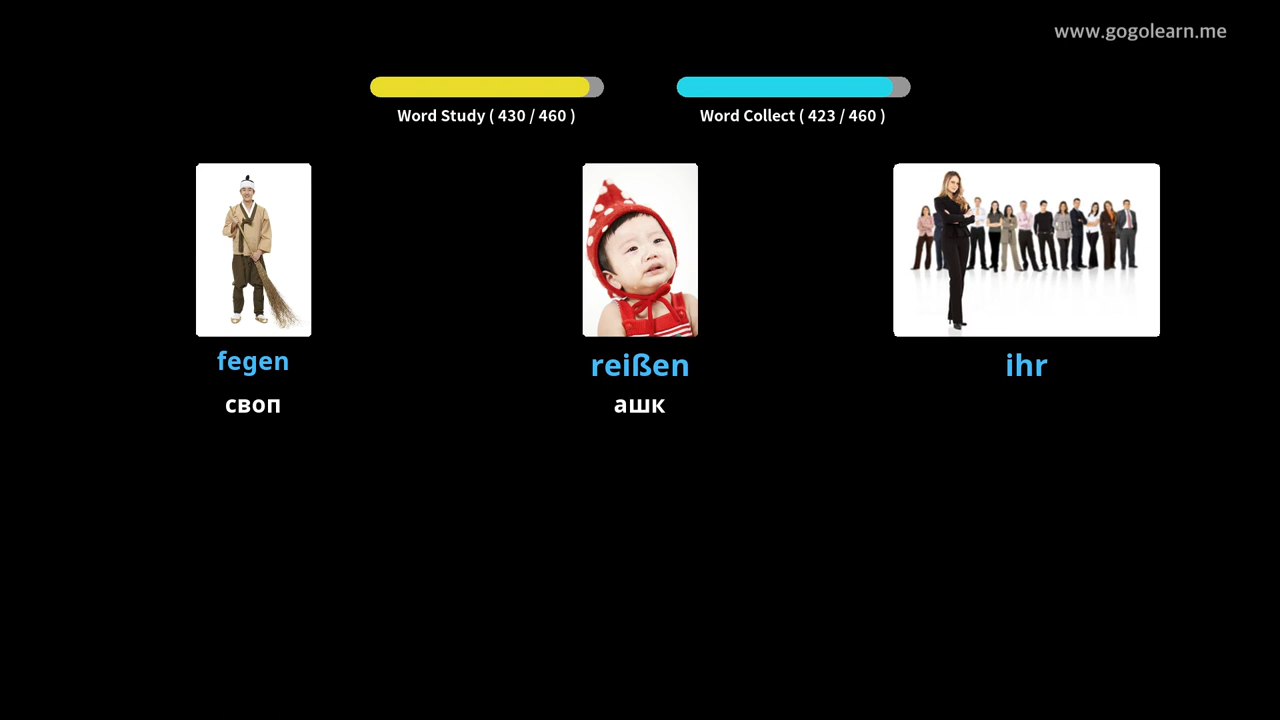 www.gogolearn.me
Word Study ( 430 / 460 )
Word Collect ( 423 / 460 )
fegen
reißen
ihr
своп
ашк